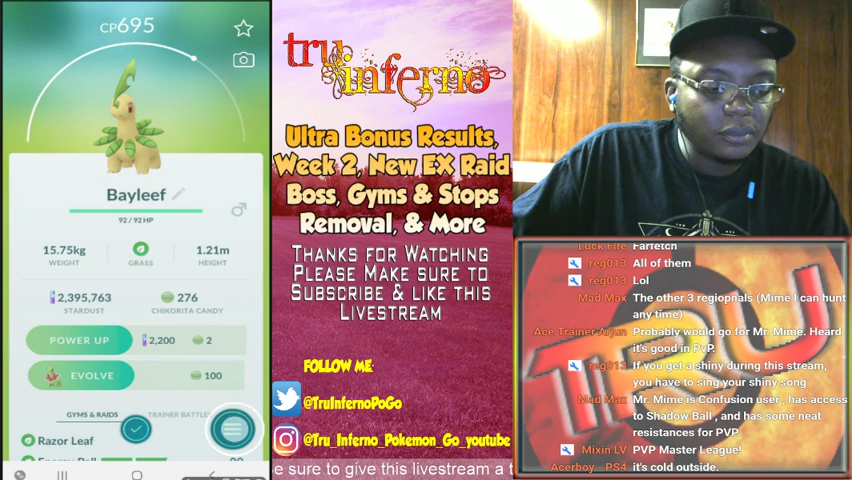 CP695
Bayleef
92 / 92 HP
15.75kg
WEIGHT
GRASS
1.21m
HEIGHT
2,395,763
STARDUST
276
CHIKORITA CANDY
POWER UP
2,200
2
EVOLVE
100
GYMS & RAIDS
TRAINER BATTLES
Razor Leaf
Energy Ball
90
tru
inferno
Ultra Bonus Results,
Week 2, New EX Raid
Boss, Gyms & Stops
Removal, & More
THANKS FOR WATCHING
PLEASE MAKE SURE TO
SUBSCRIBE & LIKE THIS
LIVESTREAM
FOLLOW ME:
@TruInfernoPoGo
@Tru_Inferno_Pokemon_Go_youtube
e sure to give this livestream a t
Luck Fire Farfetch
reg013 All of them
reg013 Lol
Mad Max The other 3 regiopnals (Mime I can hunt
any time)
Ace Trainer Arjun Probably would go for Mr. Mime. Heard
it's good in PvP.
reg013 If you get a shiny during this stream,
you have to sing your shiny song
Mad Max Mr. Mime is Confusion user , has access
to Shadow Ball , and has some neat
resistances for PVP.
Mixin LV PVP Master League!
Acerboy - PS4 it's cold outside.
TRU